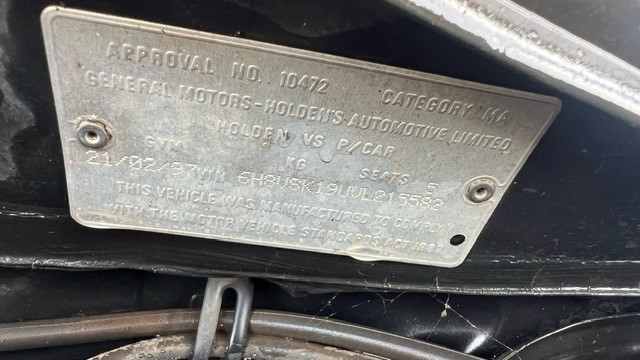 APPROVAL NO. 10472 CATEGORY MA
GENERAL MOTORS-HOLDEN'S AUTOMOTIVE LIMITED
HOLDEN VS P/CAR
GVM KG SEATS 5
21/02/97 VIN 6H8VSK19UVL215582
THIS VEHICLE WAS MANUFACTURED TO COMPLY
WITH THE MOTOR VEHICLE STANDARDS ACT 1989